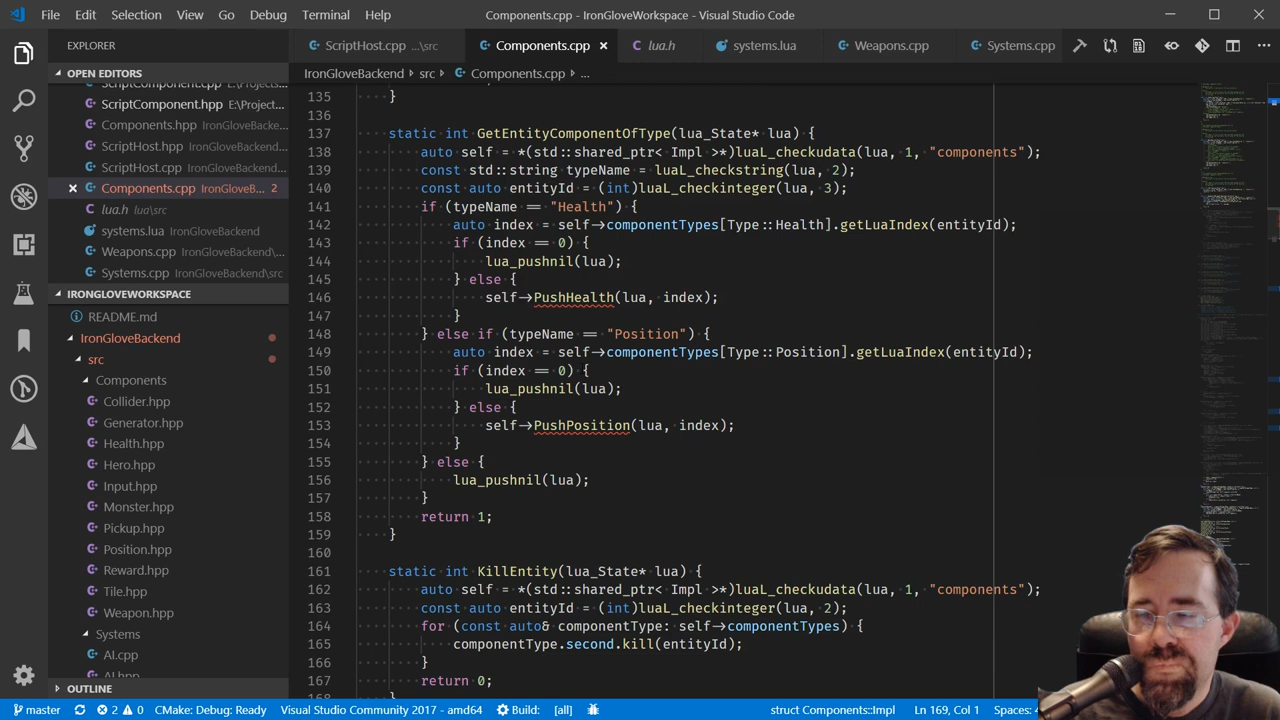 File Edit Selection View Go Debug Terminal Help
Components.cpp - IronGloveWorkspace - Visual Studio Code
EXPLORER
ScriptHost.cpp ...\src
Components.cpp
lua.h
systems.lua
Weapons.cpp
Systems.cpp
IronGloveBackend › src › Components.cpp › ...
OPEN EDITORS
ScriptComponent.cpp E:\Projects...
ScriptComponent.hpp E:\Project...
Components.hpp IronGloveBacke...
ScriptHost.hpp IronGloveBacken...
ScriptHost.cpp IronGloveBacken...
Components.cpp IronGloveB... 2
lua.h lua\src
systems.lua IronGloveBackend
Weapons.cpp IronGloveBackend\...
Systems.cpp IronGloveBackend\src
IRONGLOVEWORKSPACE
README.md
IronGloveBackend
src
Components
Collider.hpp
Generator.hpp
Health.hpp
Hero.hpp
Input.hpp
Monster.hpp
Pickup.hpp
Position.hpp
Reward.hpp
Tile.hpp
Weapon.hpp
Systems
AI.cpp
AI.hpp
OUTLINE
135 }
136
137 static int GetEntityComponentOfType(lua_State* lua) {
138 auto self = *(std::shared_ptr< Impl >*)luaL_checkudata(lua, 1, "components");
139 const std::string typeName = luaL_checkstring(lua, 2);
140 const auto entityId = (int)luaL_checkinteger(lua, 3);
141 if (typeName == "Health") {
142 auto index = self->componentTypes[Type::Health].getLuaIndex(entityId);
143 if (index == 0) {
144 lua_pushnil(lua);
145 } else {
146 self->PushHealth(lua, index);
147 }
148 } else if (typeName == "Position") {
149 auto index = self->componentTypes[Type::Position].getLuaIndex(entityId);
150 if (index == 0) {
151 lua_pushnil(lua);
152 } else {
153 self->PushPosition(lua, index);
154 }
155 } else {
156 lua_pushnil(lua);
157 }
158 return 1;
159 }
160
161 static int KillEntity(lua_State* lua) {
162 auto self = *(std::shared_ptr< Impl >*)luaL_checkudata(lua, 1, "components");
163 const auto entityId = (int)luaL_checkinteger(lua, 2);
164 for (const auto& componentType: self->componentTypes) {
165 componentType.second.kill(entityId);
166 }
167 return 0;
168 }
master 2 0 CMake: Debug: Ready Visual Studio Community 2017 - amd64 Build: [all] struct Components::Impl Ln 169, Col 1 Spaces: